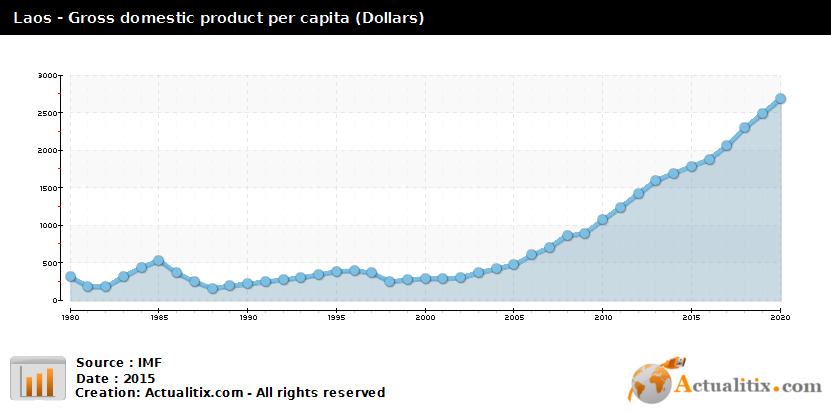 Laos - Gross domestic product per capita (Dollars)
3000
2500
2000
1500
1000
500
0
1980 1985 1990 1995 2000 2005 2010 2015 2020
Source : IMF
Date : 2015
Creation: Actualitix.com - All rights reserved
Actualitix.com